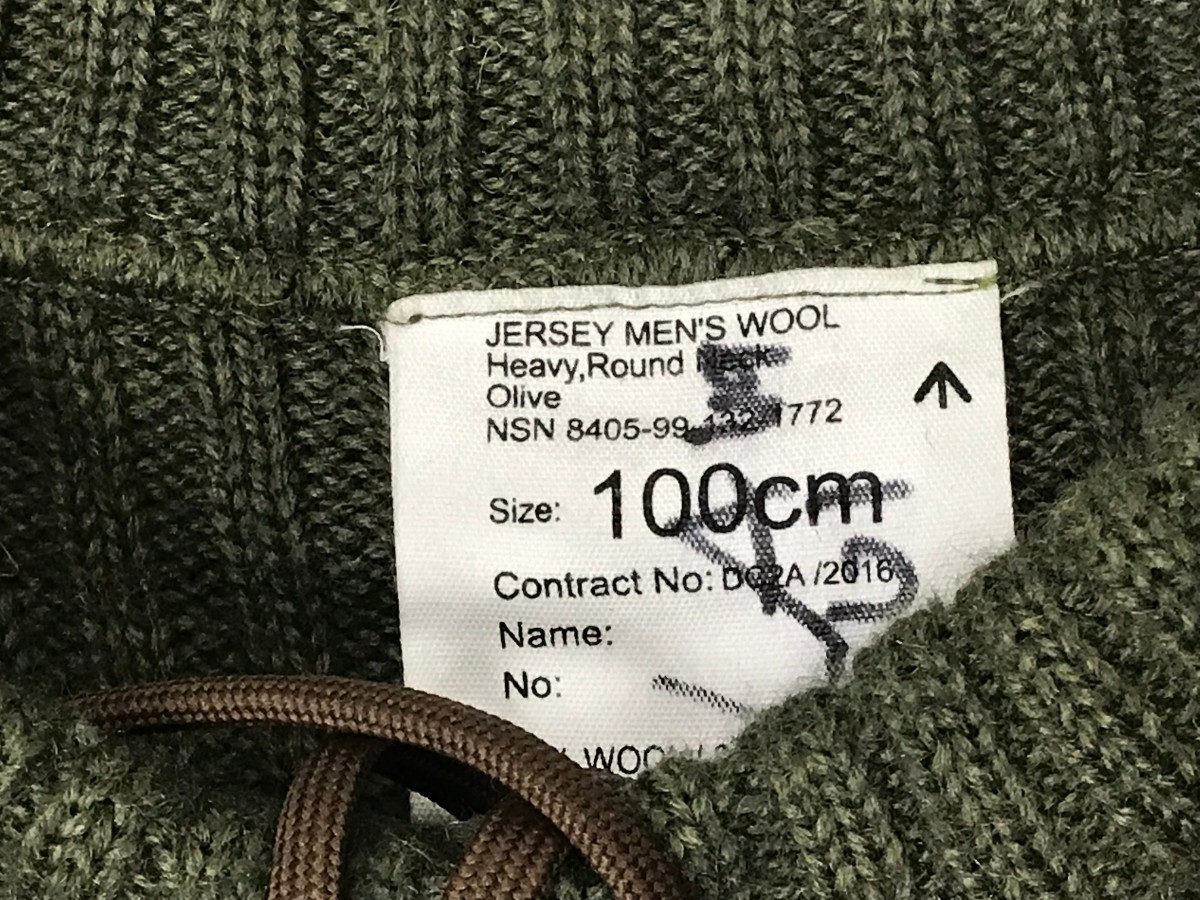 JERSEY MEN'S WOOL
Heavy,Round Neck
Olive
NSN 8405-99-132-1772
Size: 100cm
Contract No: DC2A /2016
Name:
No: